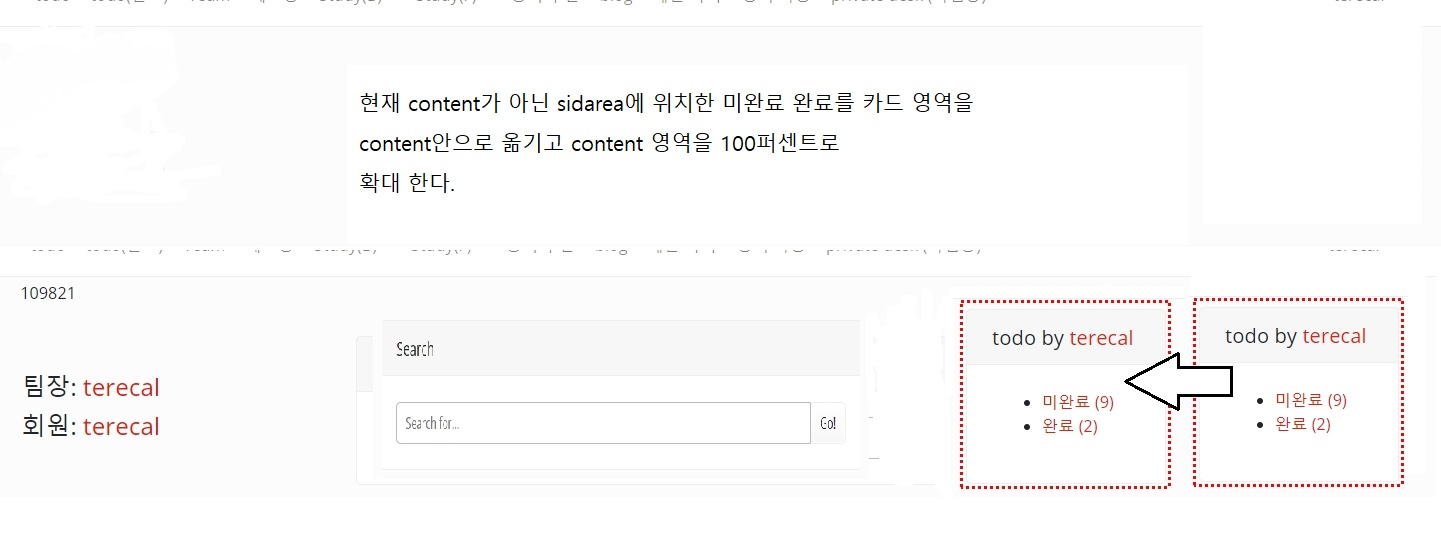 현재 content가 아닌 sidarea에 위치한 미완료 완료를 카드 영역을
content안으로 옮기고 content 영역을 100퍼센트로
확대 한다.
109821
Search
Search for...
Go!
팀장: terecal
회원: terecal
todo by terecal
미완료 (9)
완료 (2)
todo by terecal
미완료 (9)
완료 (2)